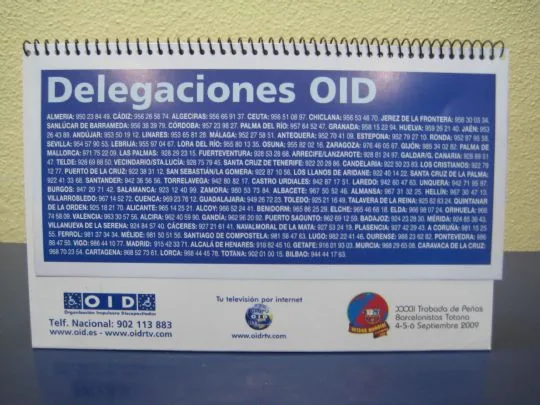 Delegaciones OID
ALMERIA: 950 23 84 49. CÁDIZ: 956 26 58 74. ALGECIRAS: 956 65 91 37. CEUTA: 956 51 08 97. CHICLANA: 956 53 46 70. JEREZ DE LA FRONTERA: 956 30 03 34.
SANLÚCAR DE BARRAMEDA: 956 38 39 79. CÓRDOBA: 957 23 98 27. PALMA DEL RÍO: 957 64 52 47. GRANADA: 958 15 22 94. HUELVA: 959 26 21 40. JAÉN: 953
26 43 88. ANDÚJAR: 953 50 19 12. LINARES: 953 65 81 28. MÁLAGA: 952 27 58 51. ANTEQUERA: 952 70 41 08. ESTEPONA: 952 79 27 10. RONDA: 952 87 95 58.
SEVILLA: 954 57 90 53. LEBRIJA: 955 97 04 67. LORA DEL RÍO: 955 80 13 35. OSUNA: 955 82 02 16. ZARAGOZA: 976 46 05 97. GIJÓN: 985 34 02 82. PALMA DE
MALLORCA: 971 75 22 09. LAS PALMAS: 928 29 23 15. FUERTEVENTURA: 928 53 28 68. ARRECIFE/LANZAROTE: 928 81 24 97. GALDAR/G. CANARIA: 928 89 61
47. TELDE: 928 69 88 50. VECINDARIO/STA.LUCIA: 928 75 79 45. SANTA CRUZ DE TENERIFE: 922 20 20 86. CANDELARIA: 922 50 23 83. LOS CRISTIANOS: 922 79
12 77. PUERTO DE LA CRUZ: 922 38 31 12. SAN SEBASTIÁN/LA GOMERA: 922 87 10 56. LOS LLANOS DE ARIDANE: 922 40 14 22. SANTA CRUZ DE LA PALMA:
922 41 33 68. SANTANDER: 942 36 56 56. TORRELAVEGA: 942 80 82 17. CASTRO URDIALES: 942 87 17 51. LAREDO: 942 60 47 63. UNQUERA: 942 71 95 87.
BURGOS: 947 20 71 42. SALAMANCA: 923 12 40 99. ZAMORA: 980 53 73 84. ALBACETE: 967 50 52 48. ALMANSA: 967 31 32 25. HELLÍN: 967 30 42 47.
VILLARROBLEDO: 967 14 52 72. CUENCA: 969 23 76 12. GUADALAJARA: 949 26 72 23. TOLEDO: 925 21 16 49. TALAVERA DE LA REINA: 925 82 83 24. QUINTANAR
DE LA ORDEN: 925 18 21 70. ALICANTE: 965 14 25 21. ALCOY: 965 52 44 71. BENIDORM: 965 86 25 29. ELCHE: 965 46 65 18. ELDA: 966 98 07 24. ORIHUELA: 966
74 58 09. VALENCIA: 963 30 57 56. ALCIRA: 962 40 59 90. GANDÍA: 962 96 20 92. PUERTO SAGUNTO: 962 69 12 59. BADAJOZ: 924 23 29 30. MÉRIDA: 924 65 36 43.
VILLANUEVA DE LA SERENA: 924 84 57 40. CÁCERES: 927 21 61 41. NAVALMORAL DE LA MATA: 927 53 24 19. PLASENCIA: 927 42 29 43. A CORUÑA: 981 16 25
55. FERROL: 981 37 34 34. MÉLIDE: 981 50 51 56. SANTIAGO DE COMPOSTELA: 981 58 47 63. LUGO: 982 22 41 46. OURENSE: 988 23 62 82. PONTEVEDRA: 986
86 47 50. VIGO: 986 44 10 77. MADRID: 915 42 33 71. ALCALÁ DE HENARES: 918 82 45 10. GETAFE: 918 01 93 03. MURCIA: 968 29 65 08. CARAVACA DE LA CRUZ:
968 70 23 54. CARTAGENA: 968 52 73 61. LORCA: 968 44 45 78. TOTANA: 902 01 00 15. BILBAO: 944 44 17 63.
OID
Organización Impulsora Discapacitados
Telf. Nacional: 902 113 883
www.oid.es - www.oidrtv.com
Tu televisión por internet
OID
www.oidrtv.com
XXXII Trobada de Peñas
Barcelonistas Totana
4-5-6 Septiembre 2009